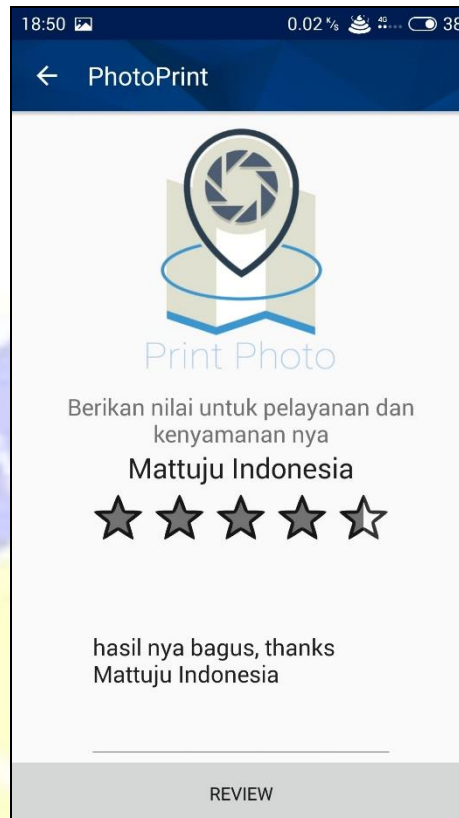 18:50 0.02 K/s 4G 38
PhotoPrint
Print Photo
Berikan nilai untuk pelayanan dan
kenyamanan nya
Mattuju Indonesia
hasil nya bagus, thanks
Mattuju Indonesia
REVIEW